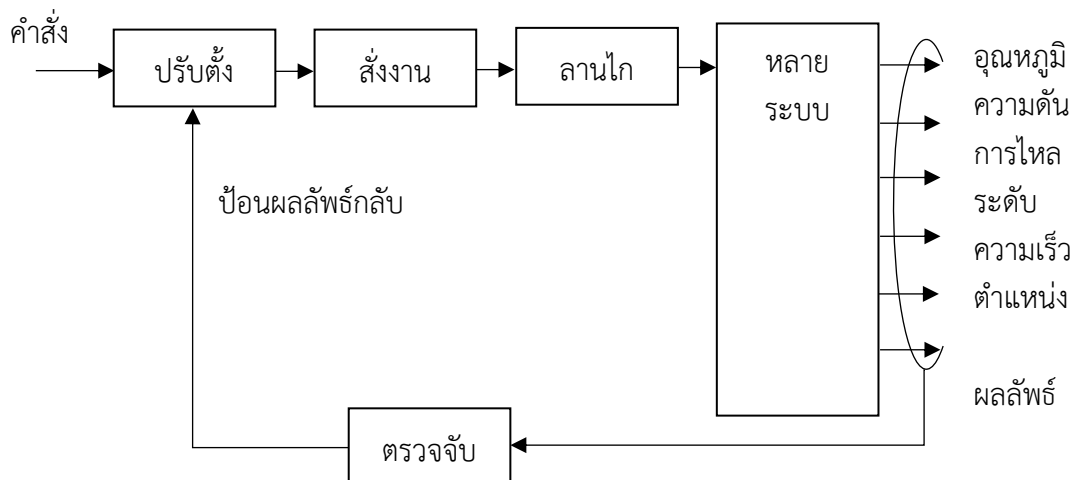 คำสั่ง
ปรับตั้ง
สั่งงาน
ลานไก
หลาย
ระบบ
อุณหภูมิ
ความดัน
การไหล
ระดับ
ความเร็ว
ตำแหน่ง
ผลลัพธ์
ป้อนผลลัพธ์กลับ
ตรวจจับ